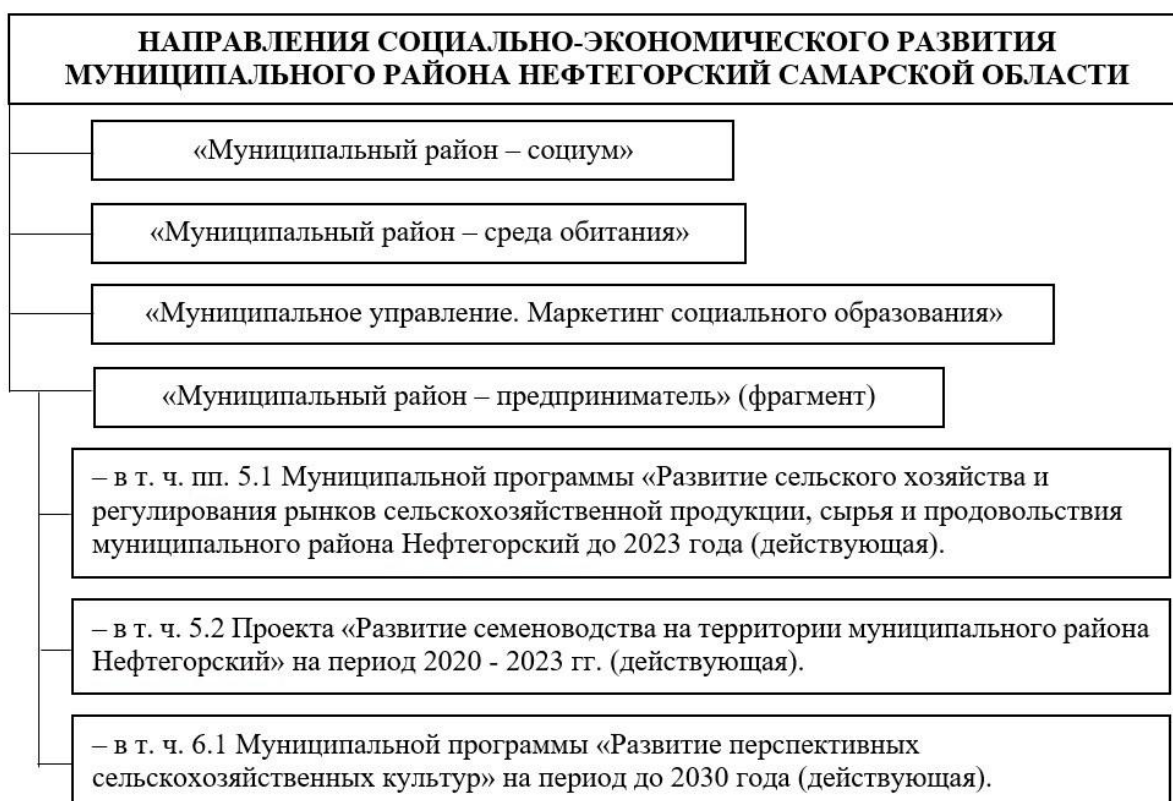 НАПРАВЛЕНИЯ СОЦИАЛЬНО-ЭКОНОМИЧЕСКОГО РАЗВИТИЯ
МУНИЦИПАЛЬНОГО РАЙОНА НЕФТЕГОРСКИЙ САМАРСКОЙ ОБЛАСТИ
«Муниципальный район – социум»
«Муниципальный район – среда обитания»
«Муниципальное управление. Маркетинг социального образования»
«Муниципальный район – предприниматель» (фрагмент)
– в т. ч. пп. 5.1 Муниципальной программы «Развитие сельского хозяйства и
регулирования рынков сельскохозяйственной продукции, сырья и продовольствия
муниципального района Нефтегорский до 2023 года (действующая).
– в т. ч. 5.2 Проекта «Развитие семеноводства на территории муниципального района
Нефтегорский» на период 2020 - 2023 гг. (действующая).
– в т. ч. 6.1 Муниципальной программы «Развитие перспективных
сельскохозяйственных культур» на период до 2030 года (действующая).